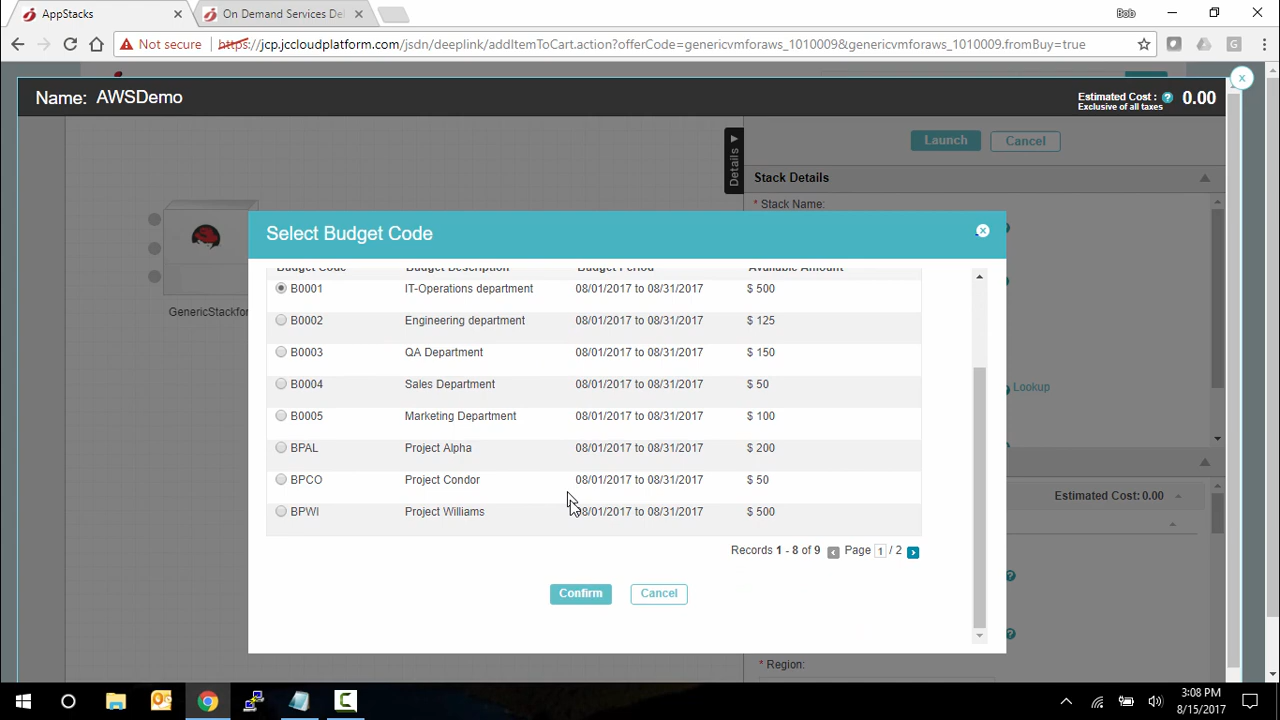 AppStacks
On Demand Services De
Bob
Not secure https://jcp.jccloudplatform.com/jsdn/deeplink/addItemToCart.action?offerCode=genericvmforaws_1010009&genericvmforaws_1010009.fromBuy=true
Name: AWSDemo
Estimated Cost : 0.00
Exclusive of all taxes
Launch Cancel
Details
Stack Details
* Stack Name:
Select Budget Code
Budget Code Budget Description Budget Period Available Amount
B0001 IT-Operations department 08/01/2017 to 08/31/2017 $ 500
B0002 Engineering department 08/01/2017 to 08/31/2017 $ 125
B0003 QA Department 08/01/2017 to 08/31/2017 $ 150
B0004 Sales Department 08/01/2017 to 08/31/2017 $ 50
B0005 Marketing Department 08/01/2017 to 08/31/2017 $ 100
BPAL Project Alpha 08/01/2017 to 08/31/2017 $ 200
BPCO Project Condor 08/01/2017 to 08/31/2017 $ 50
BPWI Project Williams 08/01/2017 to 08/31/2017 $ 500
Records 1 - 8 of 9 Page 1 / 2
Confirm Cancel
GenericStackfor
Lookup
Estimated Cost: 0.00
* Region:
3:08 PM
8/15/2017